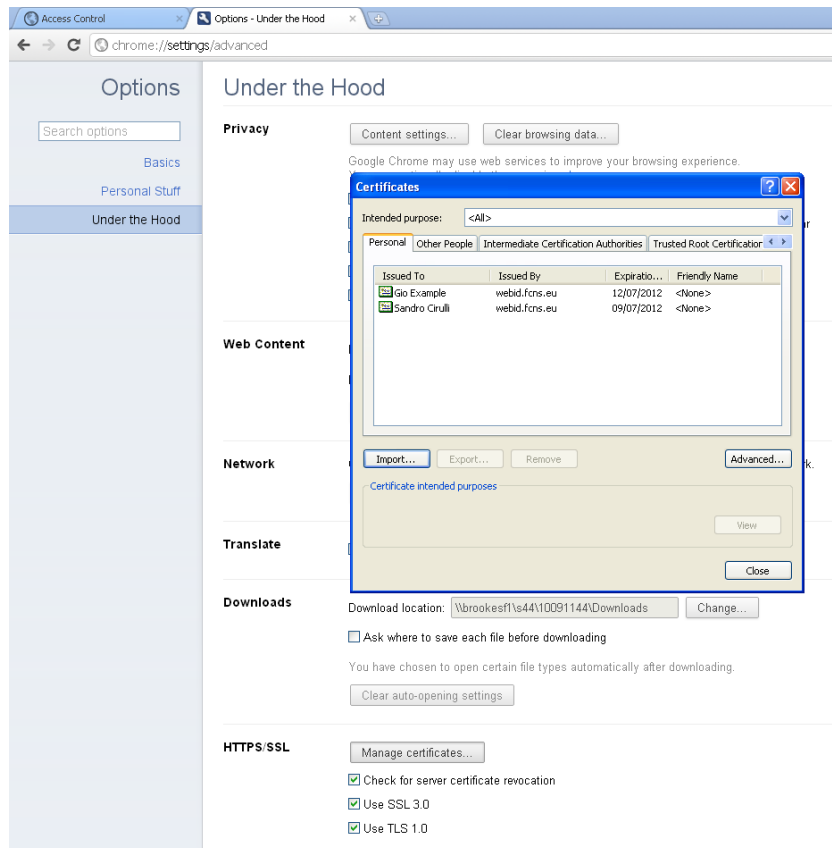 Access Control
Options - Under the Hood
chrome://settings/advanced
Options
Under the Hood
Search options
Basics
Personal Stuff
Under the Hood
Privacy
Content settings...
Clear browsing data...
Google Chrome may use web services to improve your browsing experience.
Certificates
Intended purpose:
<All>
Personal
Other People
Intermediate Certification Authorities
Trusted Root Certification
Issued To
Issued By
Expiratio...
Friendly Name
Gio Example
webid.fcns.eu
12/07/2012
<None>
Sandro Cirulli
webid.fcns.eu
09/07/2012
<None>
Import...
Export...
Remove
Advanced...
Certificate intended purposes
View
Close
Web Content
Network
Translate
Downloads
Download location:
\\brookesf1\s44\10091144\Downloads
Change...
Ask where to save each file before downloading
You have chosen to open certain file types automatically after downloading.
Clear auto-opening settings
HTTPS/SSL
Manage certificates...
Check for server certificate revocation
Use SSL 3.0
Use TLS 1.0